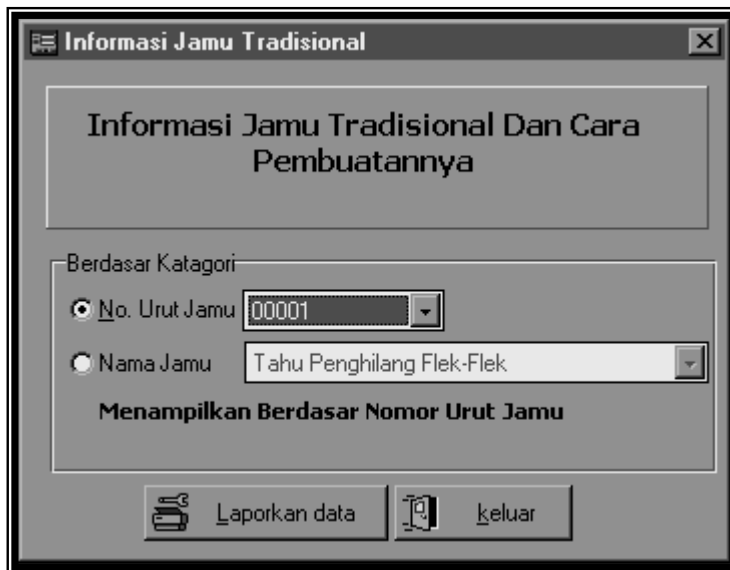 Informasi Jamu Tradisional
Informasi Jamu Tradisional Dan Cara
Pembuatannya
Berdasar Katagori
No. Urut Jamu 00001
Nama Jamu Tahu Penghilang Flek-Flek
Menampilkan Berdasar Nomor Urut Jamu
Laporkan data keluar